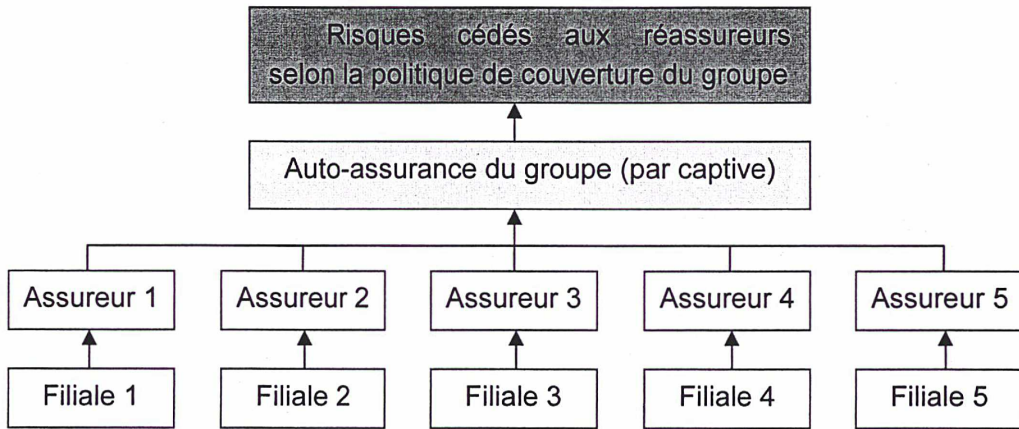 Risques cédés aux réassureurs
selon la politique de couverture du groupe
Auto-assurance du groupe (par captive)
Assureur 1 Assureur 2 Assureur 3 Assureur 4 Assureur 5
Filiale 1 Filiale 2 Filiale 3 Filiale 4 Filiale 5